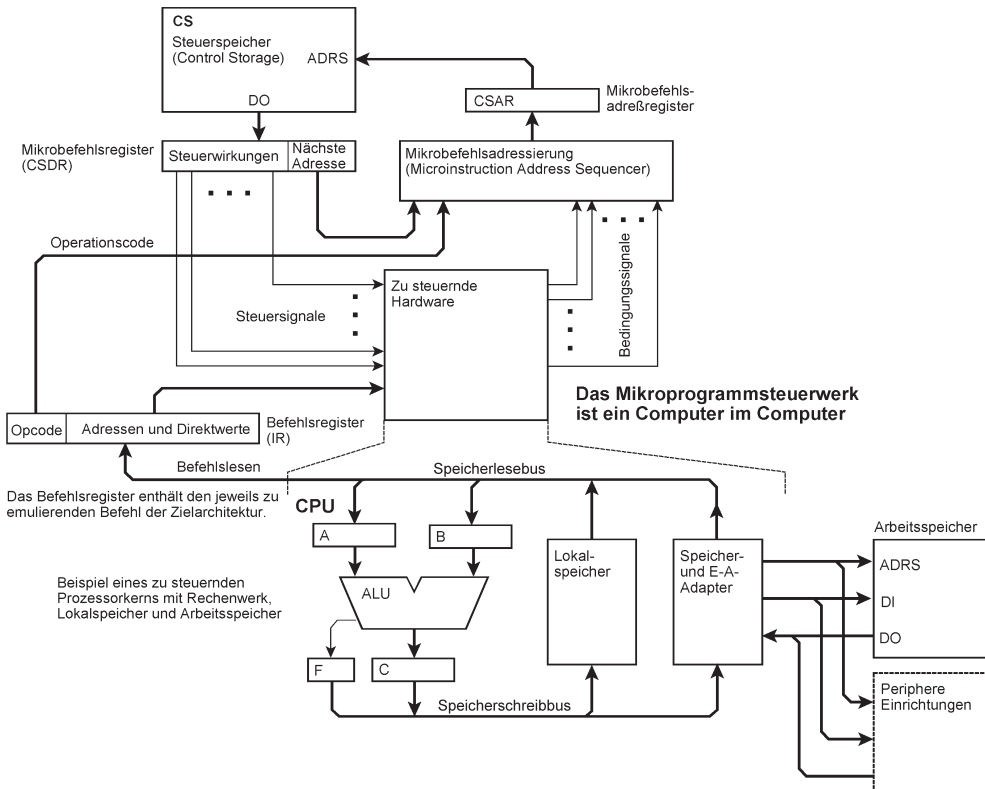 CS
Steuerspeicher
(Control Storage)
ADRS
DO
CSAR
Mikrobefehls-
adreßregister
Mikrobefehlsregister
(CSDR)
Steuerwirkungen
Nächste
Adresse
Mikrobefehlsadressierung
(Microinstruction Address Sequencer)
Operationscode
Zu steuernde
Hardware
Steuersignale
Bedingungssignale
Das Mikroprogrammsteuerwerk
ist ein Computer im Computer
Opcode
Adressen und Direktwerte
Befehlsregister
(IR)
Befehlslesen
Speicherlesebus
Das Befehlsregister enthält den jeweils zu
emulierenden Befehl der Zielarchitektur.
CPU
A
B
Lokal-
speicher
Speicher-
und E-A-
Adapter
Arbeitsspeicher
ADRS
DI
DO
Beispiel eines zu steuernden
Prozessorkerns mit Rechenwerk,
Lokalspeicher und Arbeitsspeicher
ALU
F
C
Speicherschreibbus
Periphere
Einrichtungen